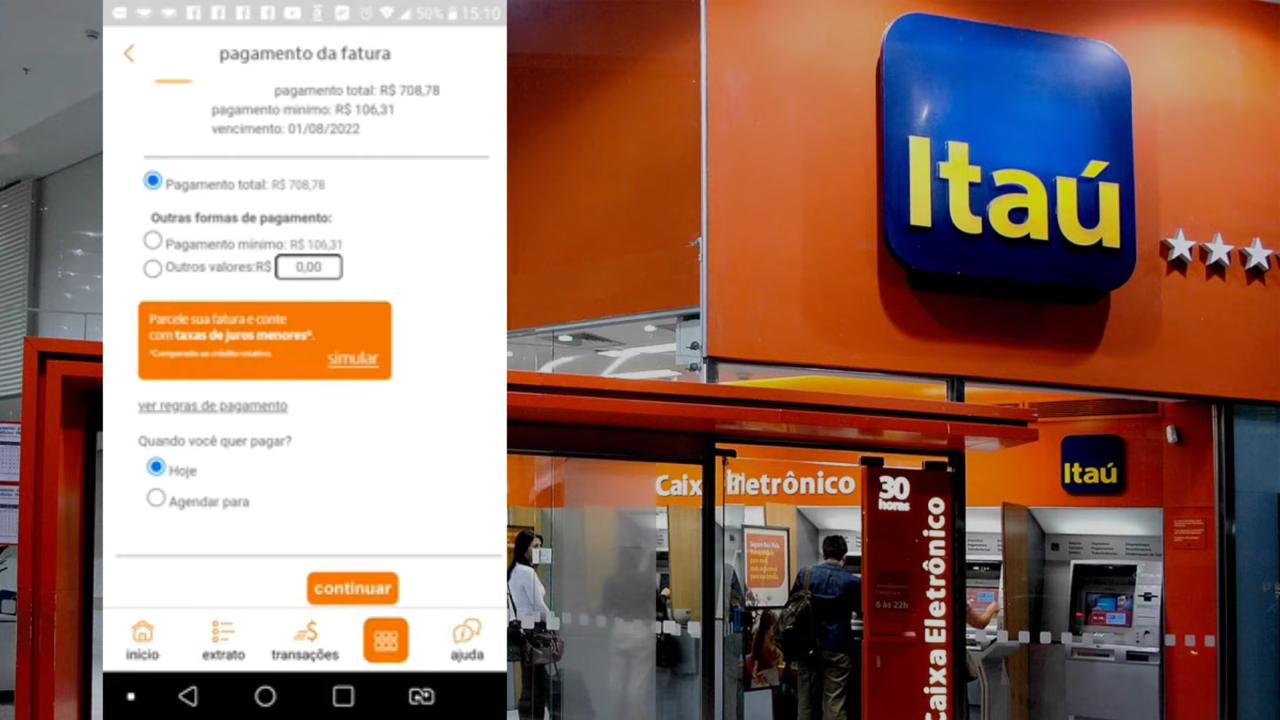 50% 15:10
pagamento da fatura
pagamento total: R$ 708,78
pagamento mínimo: R$ 106,31
vencimento: 01/08/2022
Pagamento total: R$ 708,78
Outras formas de pagamento:
Pagamento mínimo: R$ 106,31
Outros valores:R$ 0,00
Parcele sua fatura e conte
com taxas de juros menores*.
*Comparado ao crédito rotativo
simular
ver regras de pagamento
Quando você quer pagar?
Hoje
Agendar para
continuar
início extrato transações ajuda
Itaú
Itaú
Caixa Eletrônico
30
horas
Caixa Eletrônico
6 às 22h